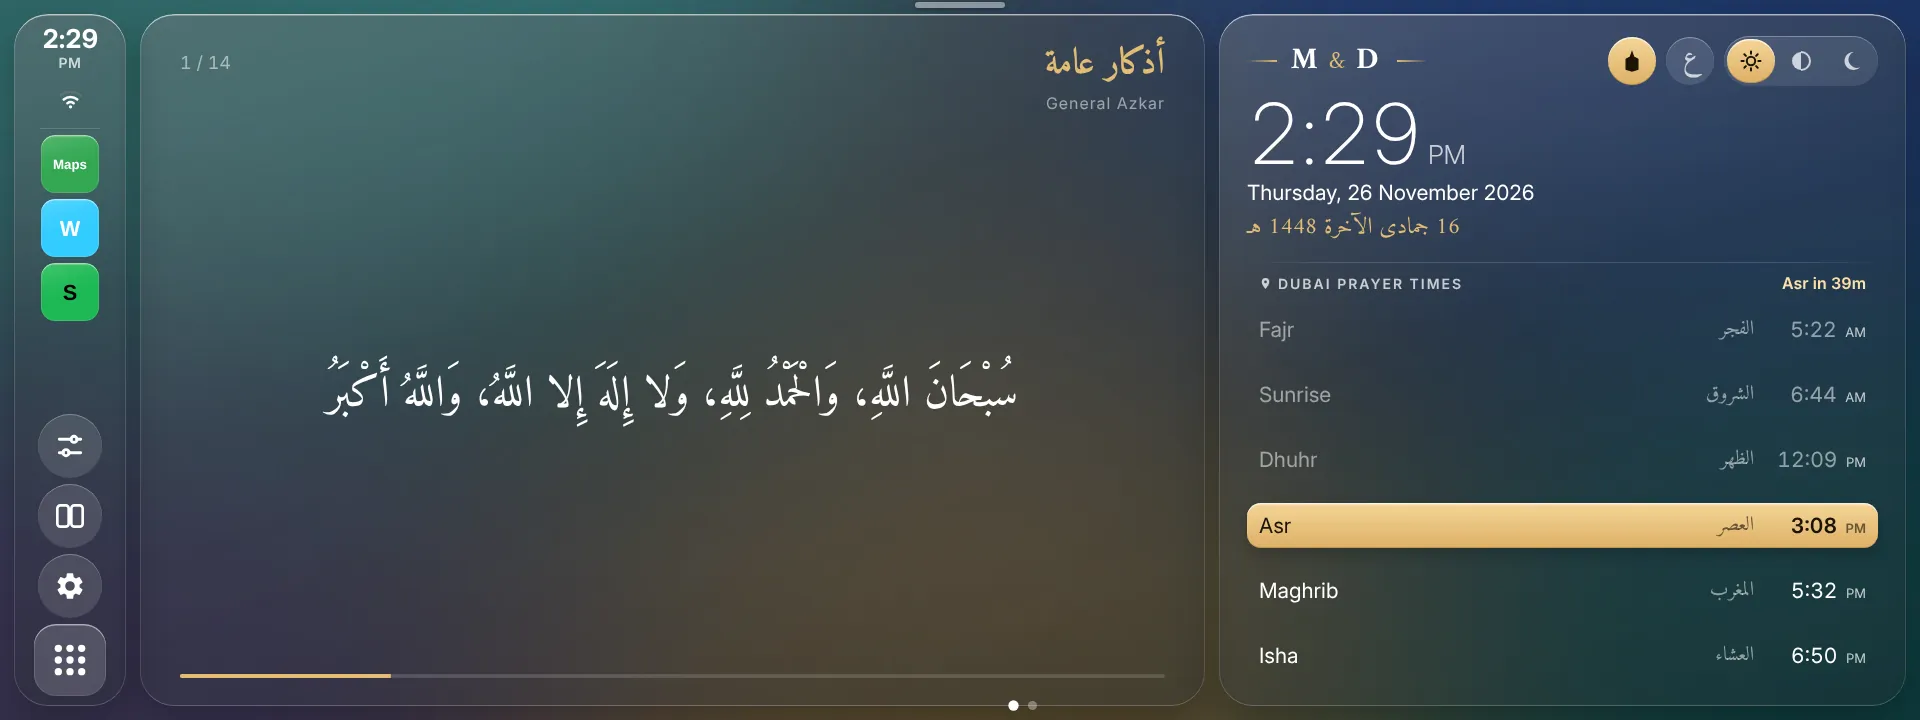 2:29
PM
Maps
W
S
1 / 14
أذكار عامة
General Azkar
سُبْحَانَ اللَّهِ، وَالْحَمْدُ لِلَّهِ، وَلا إِلَهَ إِلا اللَّهُ، وَاللَّهُ أَكْبَرُ
M & D
ع
2:29 PM
Thursday, 26 November 2026
16 جمادى الآخرة 1448 هـ
DUBAI PRAYER TIMES
Asr in 39m
Fajr الفجر 5:22 AM
Sunrise الشروق 6:44 AM
Dhuhr الظهر 12:09 PM
Asr العصر 3:08 PM
Maghrib المغرب 5:32 PM
Isha العشاء 6:50 PM